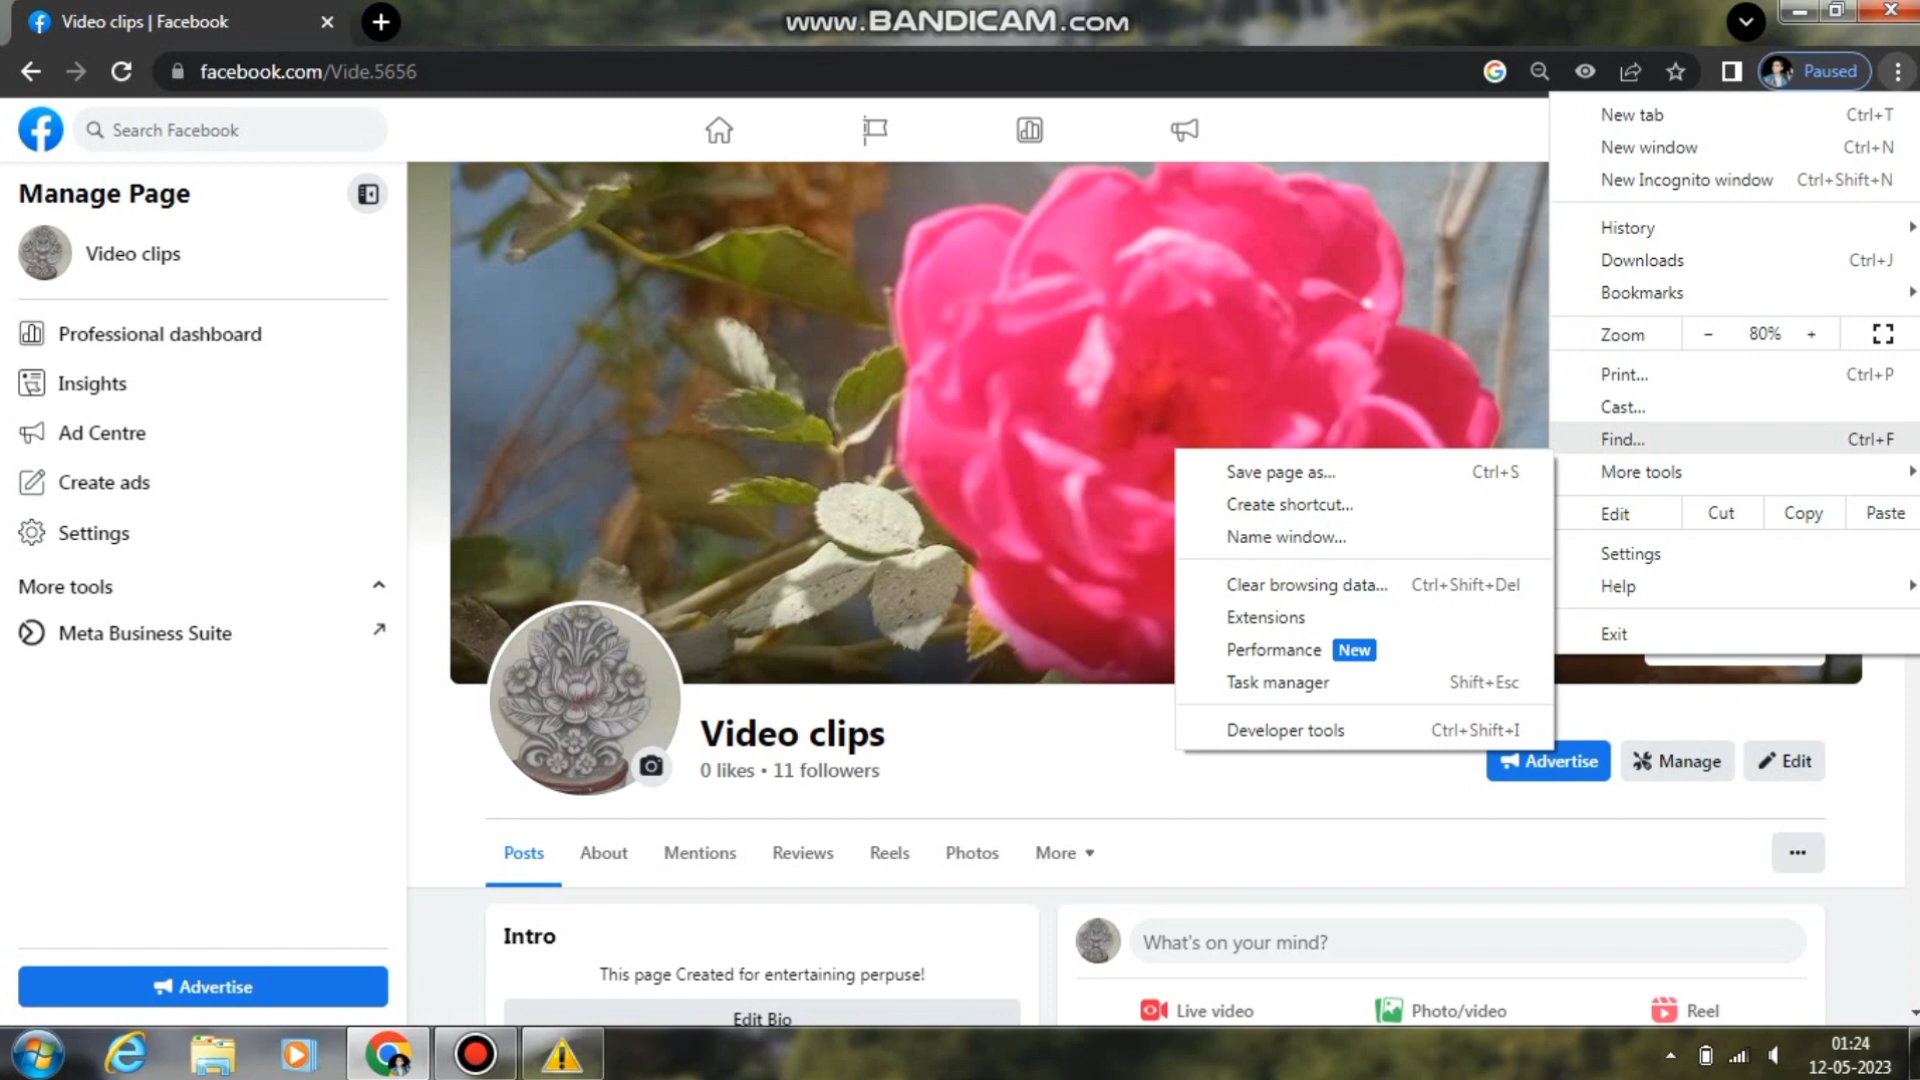 Video clips | Facebook
www.BANDICAM.com
facebook.com/Vide.5656
Paused
Search Facebook
Manage Page
Video clips
Professional dashboard
Insights
Ad Centre
Create ads
Settings
More tools
Meta Business Suite
Advertise
New tab Ctrl+T
New window Ctrl+N
New Incognito window Ctrl+Shift+N
History
Downloads Ctrl+J
Bookmarks
Zoom - 80% +
Print... Ctrl+P
Cast...
Find... Ctrl+F
More tools
Edit Cut Copy Paste
Settings
Help
Exit
Save page as... Ctrl+S
Create shortcut...
Name window...
Clear browsing data... Ctrl+Shift+Del
Extensions
Performance New
Task manager Shift+Esc
Developer tools Ctrl+Shift+I
Video clips
0 likes • 11 followers
Advertise Manage Edit
Posts About Mentions Reviews Reels Photos More
Intro
This page Created for entertaining perpuse!
Edit Bio
What's on your mind?
Live video Photo/video Reel
01:24
12-05-2023